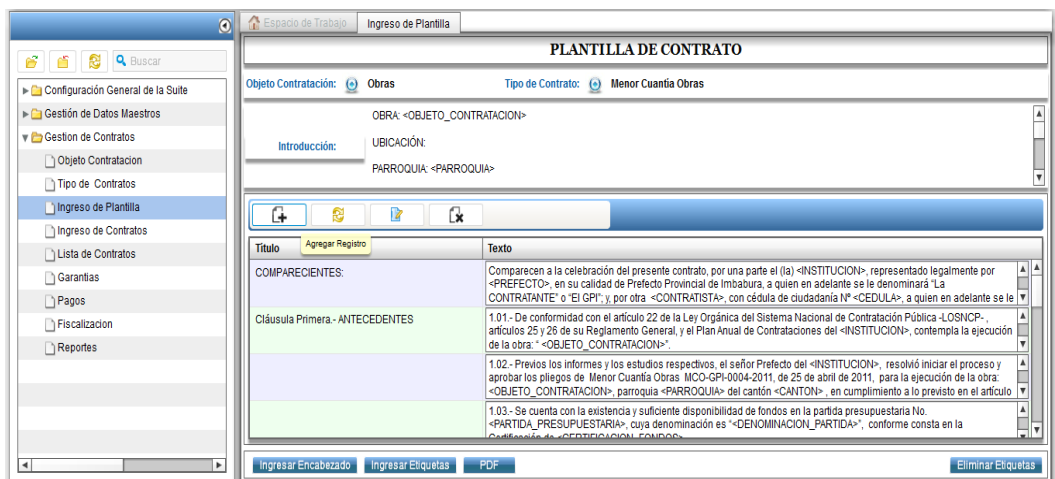 Espacio de Trabajo
Ingreso de Plantilla
Buscar
Configuración General de la Suite
Gestión de Datos Maestros
Gestion de Contratos
Objeto Contratacion
Tipo de Contratos
Ingreso de Plantilla
Ingreso de Contratos
Lista de Contratos
Garantias
Pagos
Fiscalizacion
Reportes
PLANTILLA DE CONTRATO
Objeto Contratación: Obras Tipo de Contrato: Menor Cuantia Obras
Introducción:
OBRA: <OBJETO_CONTRATACION>
UBICACIÓN:
PARROQUIA: <PARROQUIA>
Agregar Registro
Título Texto
COMPARECIENTES:
Comparecen a la celebración del presente contrato, por una parte el (la) <INSTITUCION>, representado legalmente por
<PREFECTO>, en su calidad de Prefecto Provincial de Imbabura, a quien en adelante se le denominará "La
CONTRATANTE" o "El GPI"; y, por otra <CONTRATISTA>, con cédula de ciudadanía Nº <CEDULA>, a quien en adelante se le
Cláusula Primera.- ANTECEDENTES
1.01.- De conformidad con el artículo 22 de la Ley Orgánica del Sistema Nacional de Contratación Pública -LOSNCP- ,
artículos 25 y 26 de su Reglamento General, y el Plan Anual de Contrataciones del <INSTITUCION>, contempla la ejecución
de la obra: " <OBJETO_CONTRATACION>".
1.02.- Previos los informes y los estudios respectivos, el señor Prefecto del <INSTITUCION>, resolvió iniciar el proceso y
aprobar los pliegos de Menor Cuantía Obras MCO-GPI-0004-2011, de 25 de abril de 2011, para la ejecución de la obra:
<OBJETO_CONTRATACION>, parroquia <PARROQUIA> del cantón <CANTON> , en cumplimiento a lo previsto en el artículo
1.03.- Se cuenta con la existencia y suficiente disponibilidad de fondos en la partida presupuestaria No.
<PARTIDA_PRESUPUESTARIA>, cuya denominación es "<DENOMINACION_PARTIDA>", conforme consta en la
Certificación de <CERTIFICACION_FONDOS>
Ingresar Encabezado
Ingresar Etiquetas
PDF
Eliminar Etiquetas